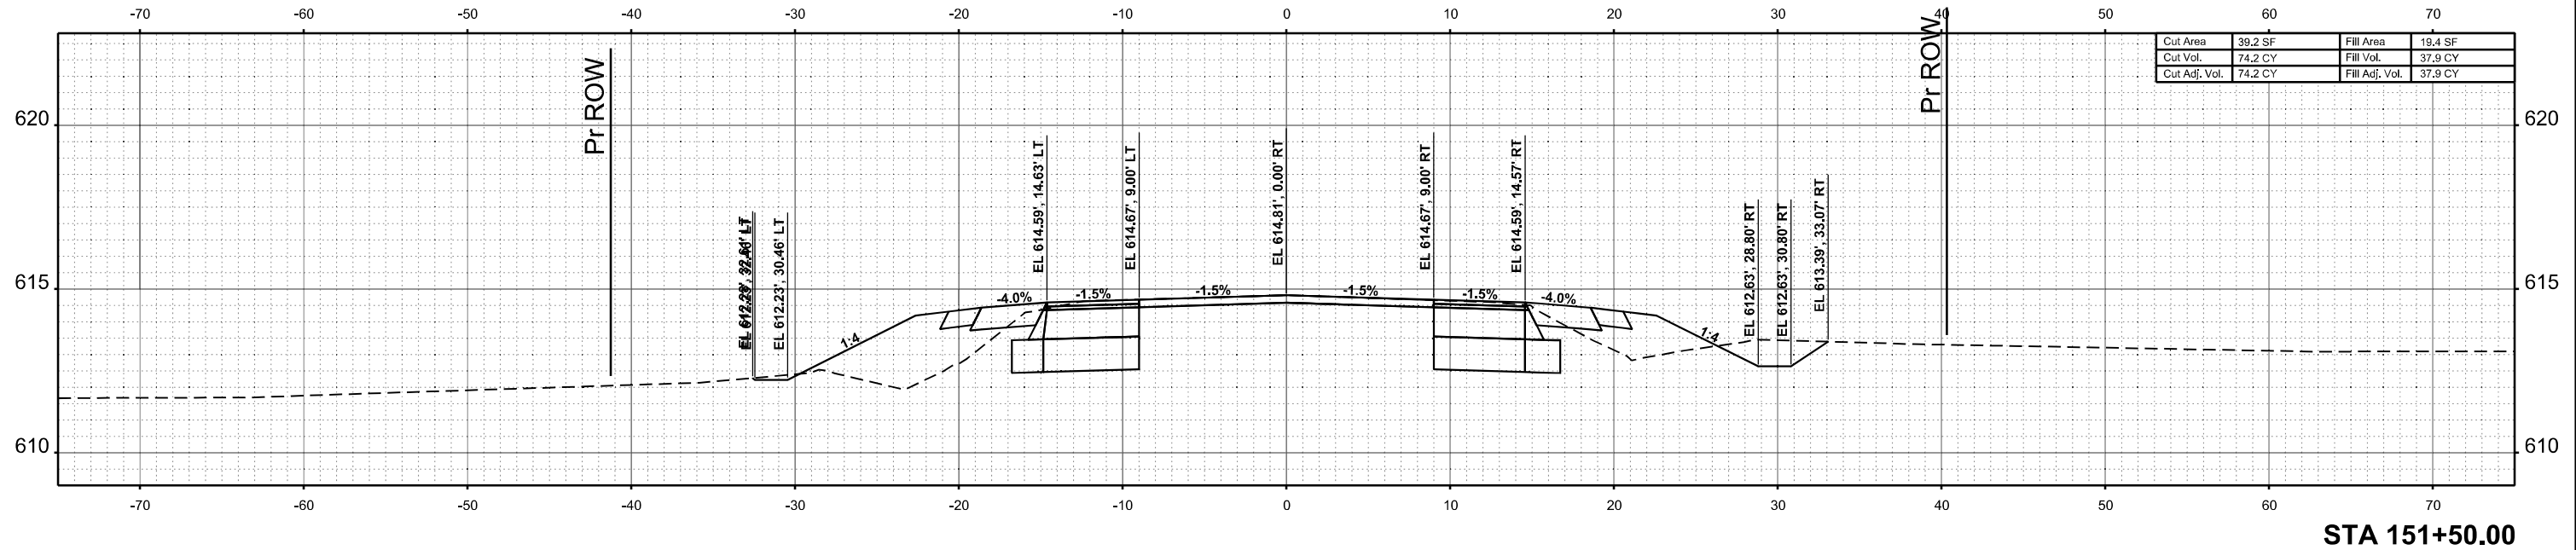 -70 -60 -50 -40 -30 -20 -10 0 10 20 30 40 50 60 70
Cut Area 39.2 SF Fill Area 19.4 SF
Cut Vol. 74.2 CY Fill Vol. 37.9 CY
Cut Adj. Vol. 74.2 CY Fill Adj. Vol. 37.9 CY
Pr ROW
Pr ROW
620
620
EL 612.23', 30.46' LT
EL 614.59', 14.63' LT
EL 614.67', 9.00' LT
EL 614.81', 0.00' RT
EL 614.67', 9.00' RT
EL 614.59', 14.57' RT
EL 612.63', 28.80' RT
EL 612.63', 30.80' RT
EL 613.39', 33.07' RT
615
615
-4.0% -1.5% -1.5% -1.5% -1.5% -4.0%
1:4
1:4
610
610
-70 -60 -50 -40 -30 -20 -10 0 10 20 30 40 50 60 70
STA 151+50.00